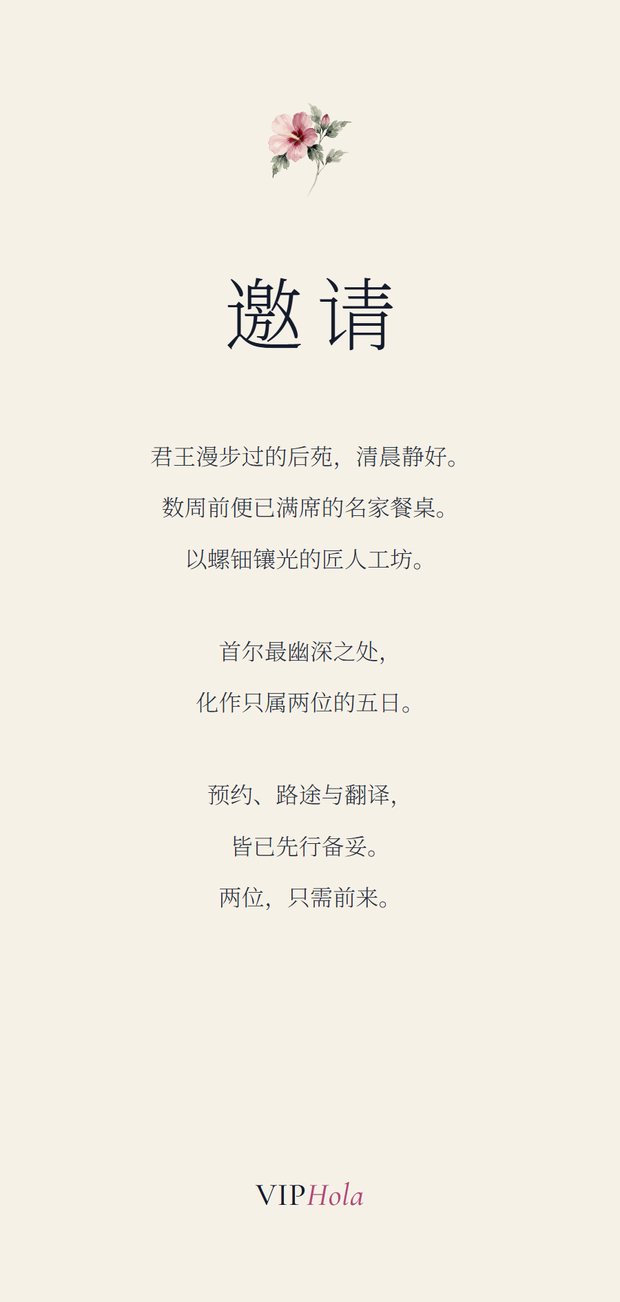 邀请
君王漫步过的后苑，清晨静好。
数周前便已满席的名家餐桌。
以螺钿镶光的匠人工坊。
首尔最幽深之处，
化作只属两位的五日。
预约、路途与翻译，
皆已先行备妥。
两位，只需前来。
VIPHola